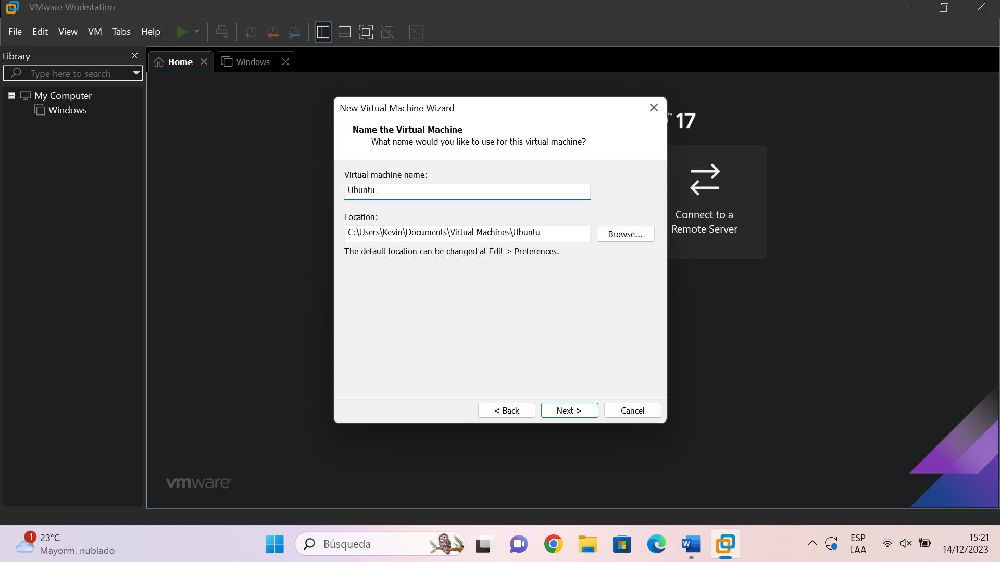 VMware Workstation
File Edit View VM Tabs Help
Library
Type here to search
Home
Windows
My Computer
Windows
™ 17
New Virtual Machine Wizard
Name the Virtual Machine
What name would you like to use for this virtual machine?
Virtual machine name:
Ubuntu
Location:
C:\Users\Kevin\Documents\Virtual Machines\Ubuntu
Browse...
The default location can be changed at Edit > Preferences.
Connect to a
Remote Server
< Back
Next >
Cancel
vmware
1
23°C
Mayorm. nublado
Búsqueda
ESP
LAA
15:21
14/12/2023